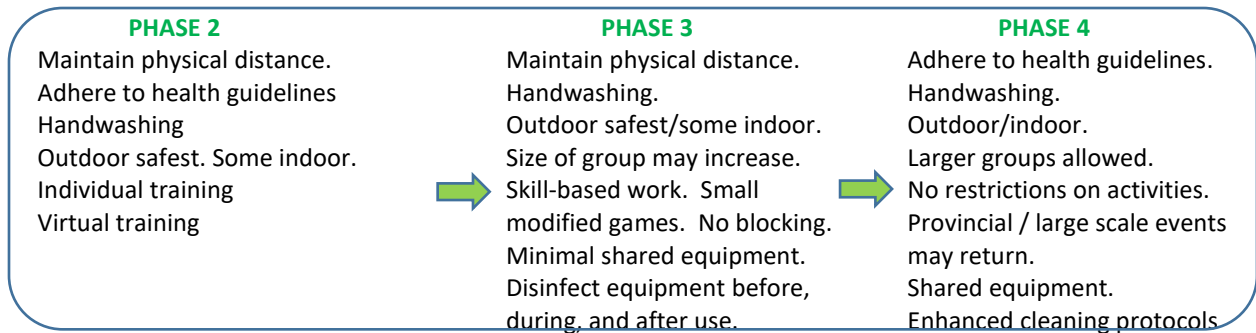 PHASE 2
Maintain physical distance.
Adhere to health guidelines
Handwashing
Outdoor safest. Some indoor.
Individual training
Virtual training
PHASE 3
Maintain physical distance.
Handwashing.
Outdoor safest/some indoor.
Size of group may increase.
Skill-based work. Small
modified games. No blocking.
Minimal shared equipment.
Disinfect equipment before,
during, and after use.
PHASE 4
Adhere to health guidelines.
Handwashing.
Outdoor/indoor.
Larger groups allowed.
No restrictions on activities.
Provincial / large scale events
may return.
Shared equipment.
Enhanced cleaning protocols